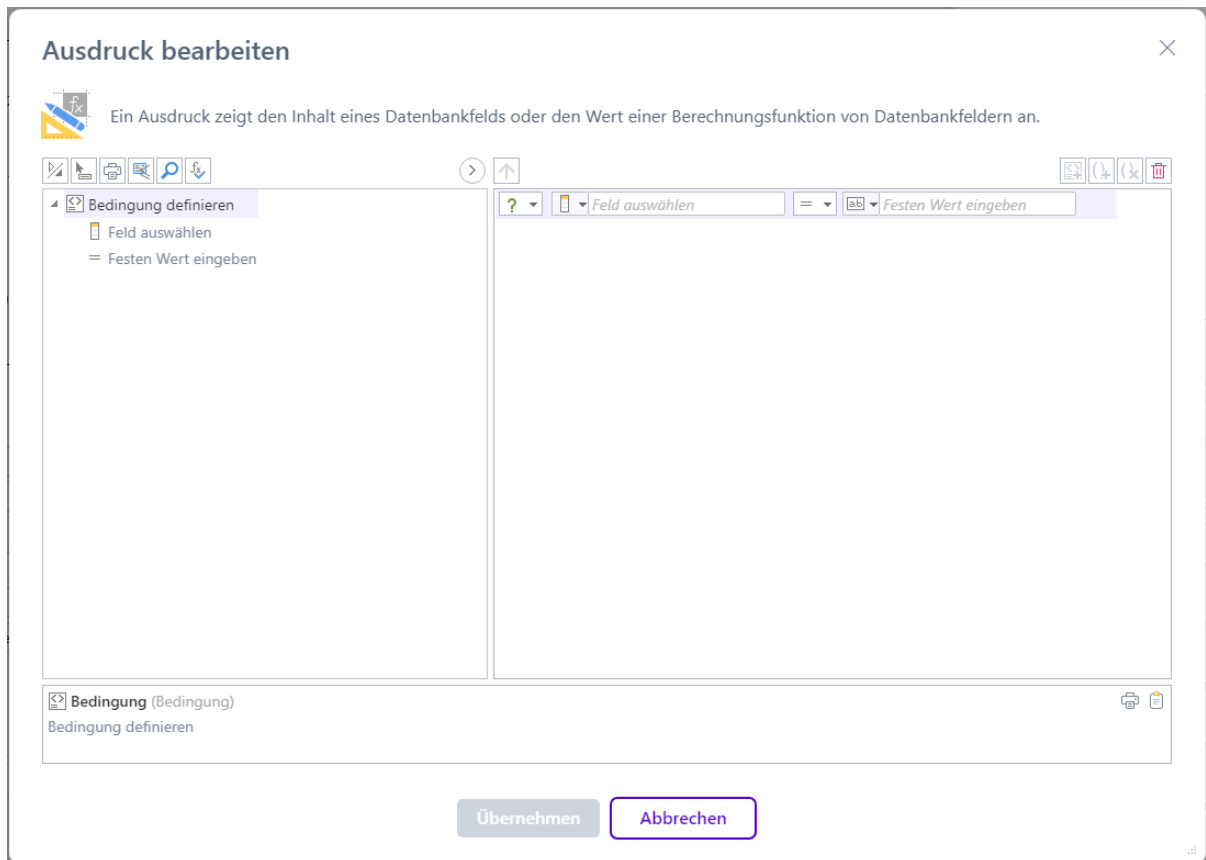 Ausdruck bearbeiten
Ein Ausdruck zeigt den Inhalt eines Datenbankfelds oder den Wert einer Berechnungsfunktion von Datenbankfeldern an.
Bedingung definieren
Feld auswählen
Festen Wert eingeben
? Feld auswählen = ab Festen Wert eingeben
Bedingung (Bedingung)
Bedingung definieren
Übernehmen Abbrechen